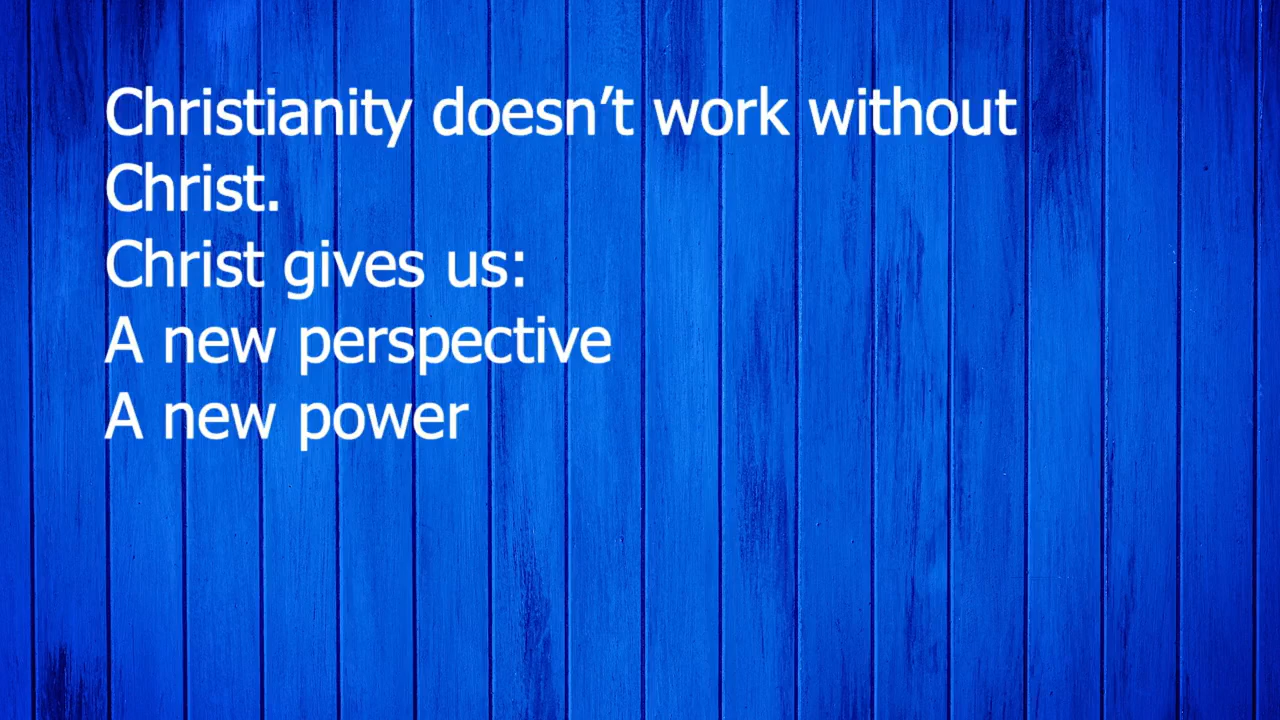 Christianity doesn’t work without
Christ.
Christ gives us:
A new perspective
A new power